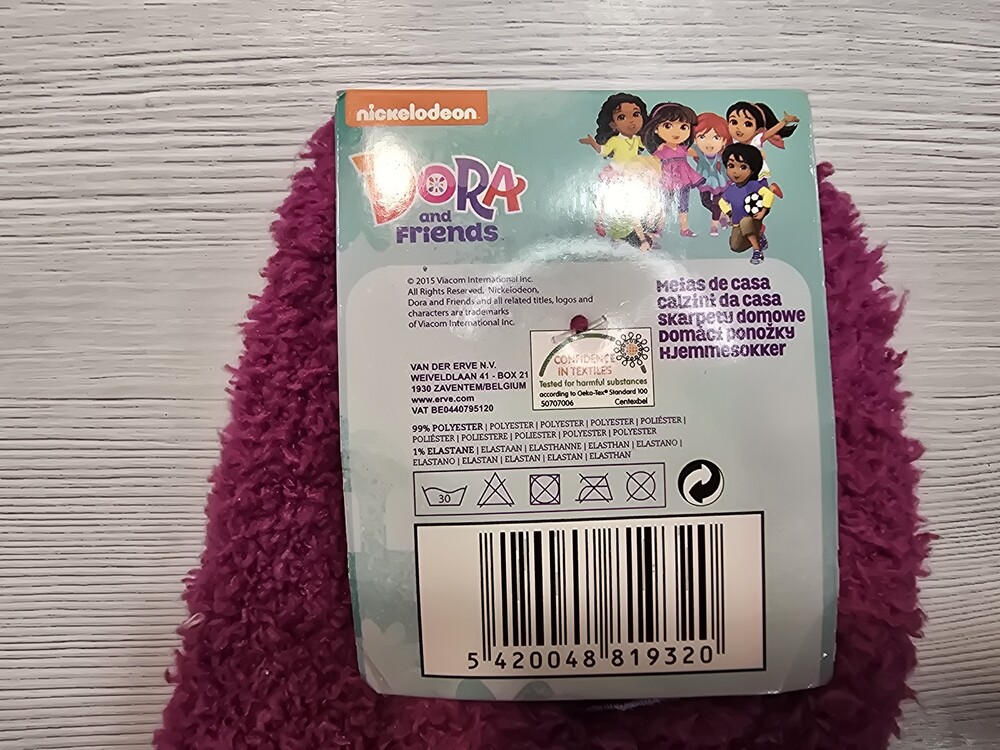 nickelodeon
DORA
and
Friends
© 2015 Viacom International Inc.
All Rights Reserved. Nickelodeon,
Dora and Friends and all related titles, logos and
characters are trademarks
of Viacom International Inc.
Meias de casa
Calzini da casa
Skarpety domowe
Domácí ponožky
Hjemmesokker
VAN DER ERVE N.V.
WEIVELDLAAN 41 - BOX 21
1930 ZAVENTEM/BELGIUM
www.erve.com
VAT BE0440795120
CONFIDENCE
IN TEXTILES
Tested for harmful substances
according to Oeko-Tex® Standard 100
50707006 Centexbel
99% POLYESTER | POLYESTER | POLYESTER | POLYESTER | POLIÉSTER |
POLIÉSTER | POLIESTERE | POLIESTER | POLYESTER | POLYESTER
1% ELASTANE | ELASTAAN | ELASTHANNE | ELASTHAN | ELASTANO |
ELASTANO | ELASTAN | ELASTAN | ELASTAN | ELASTHAN
30
5 420048 819320